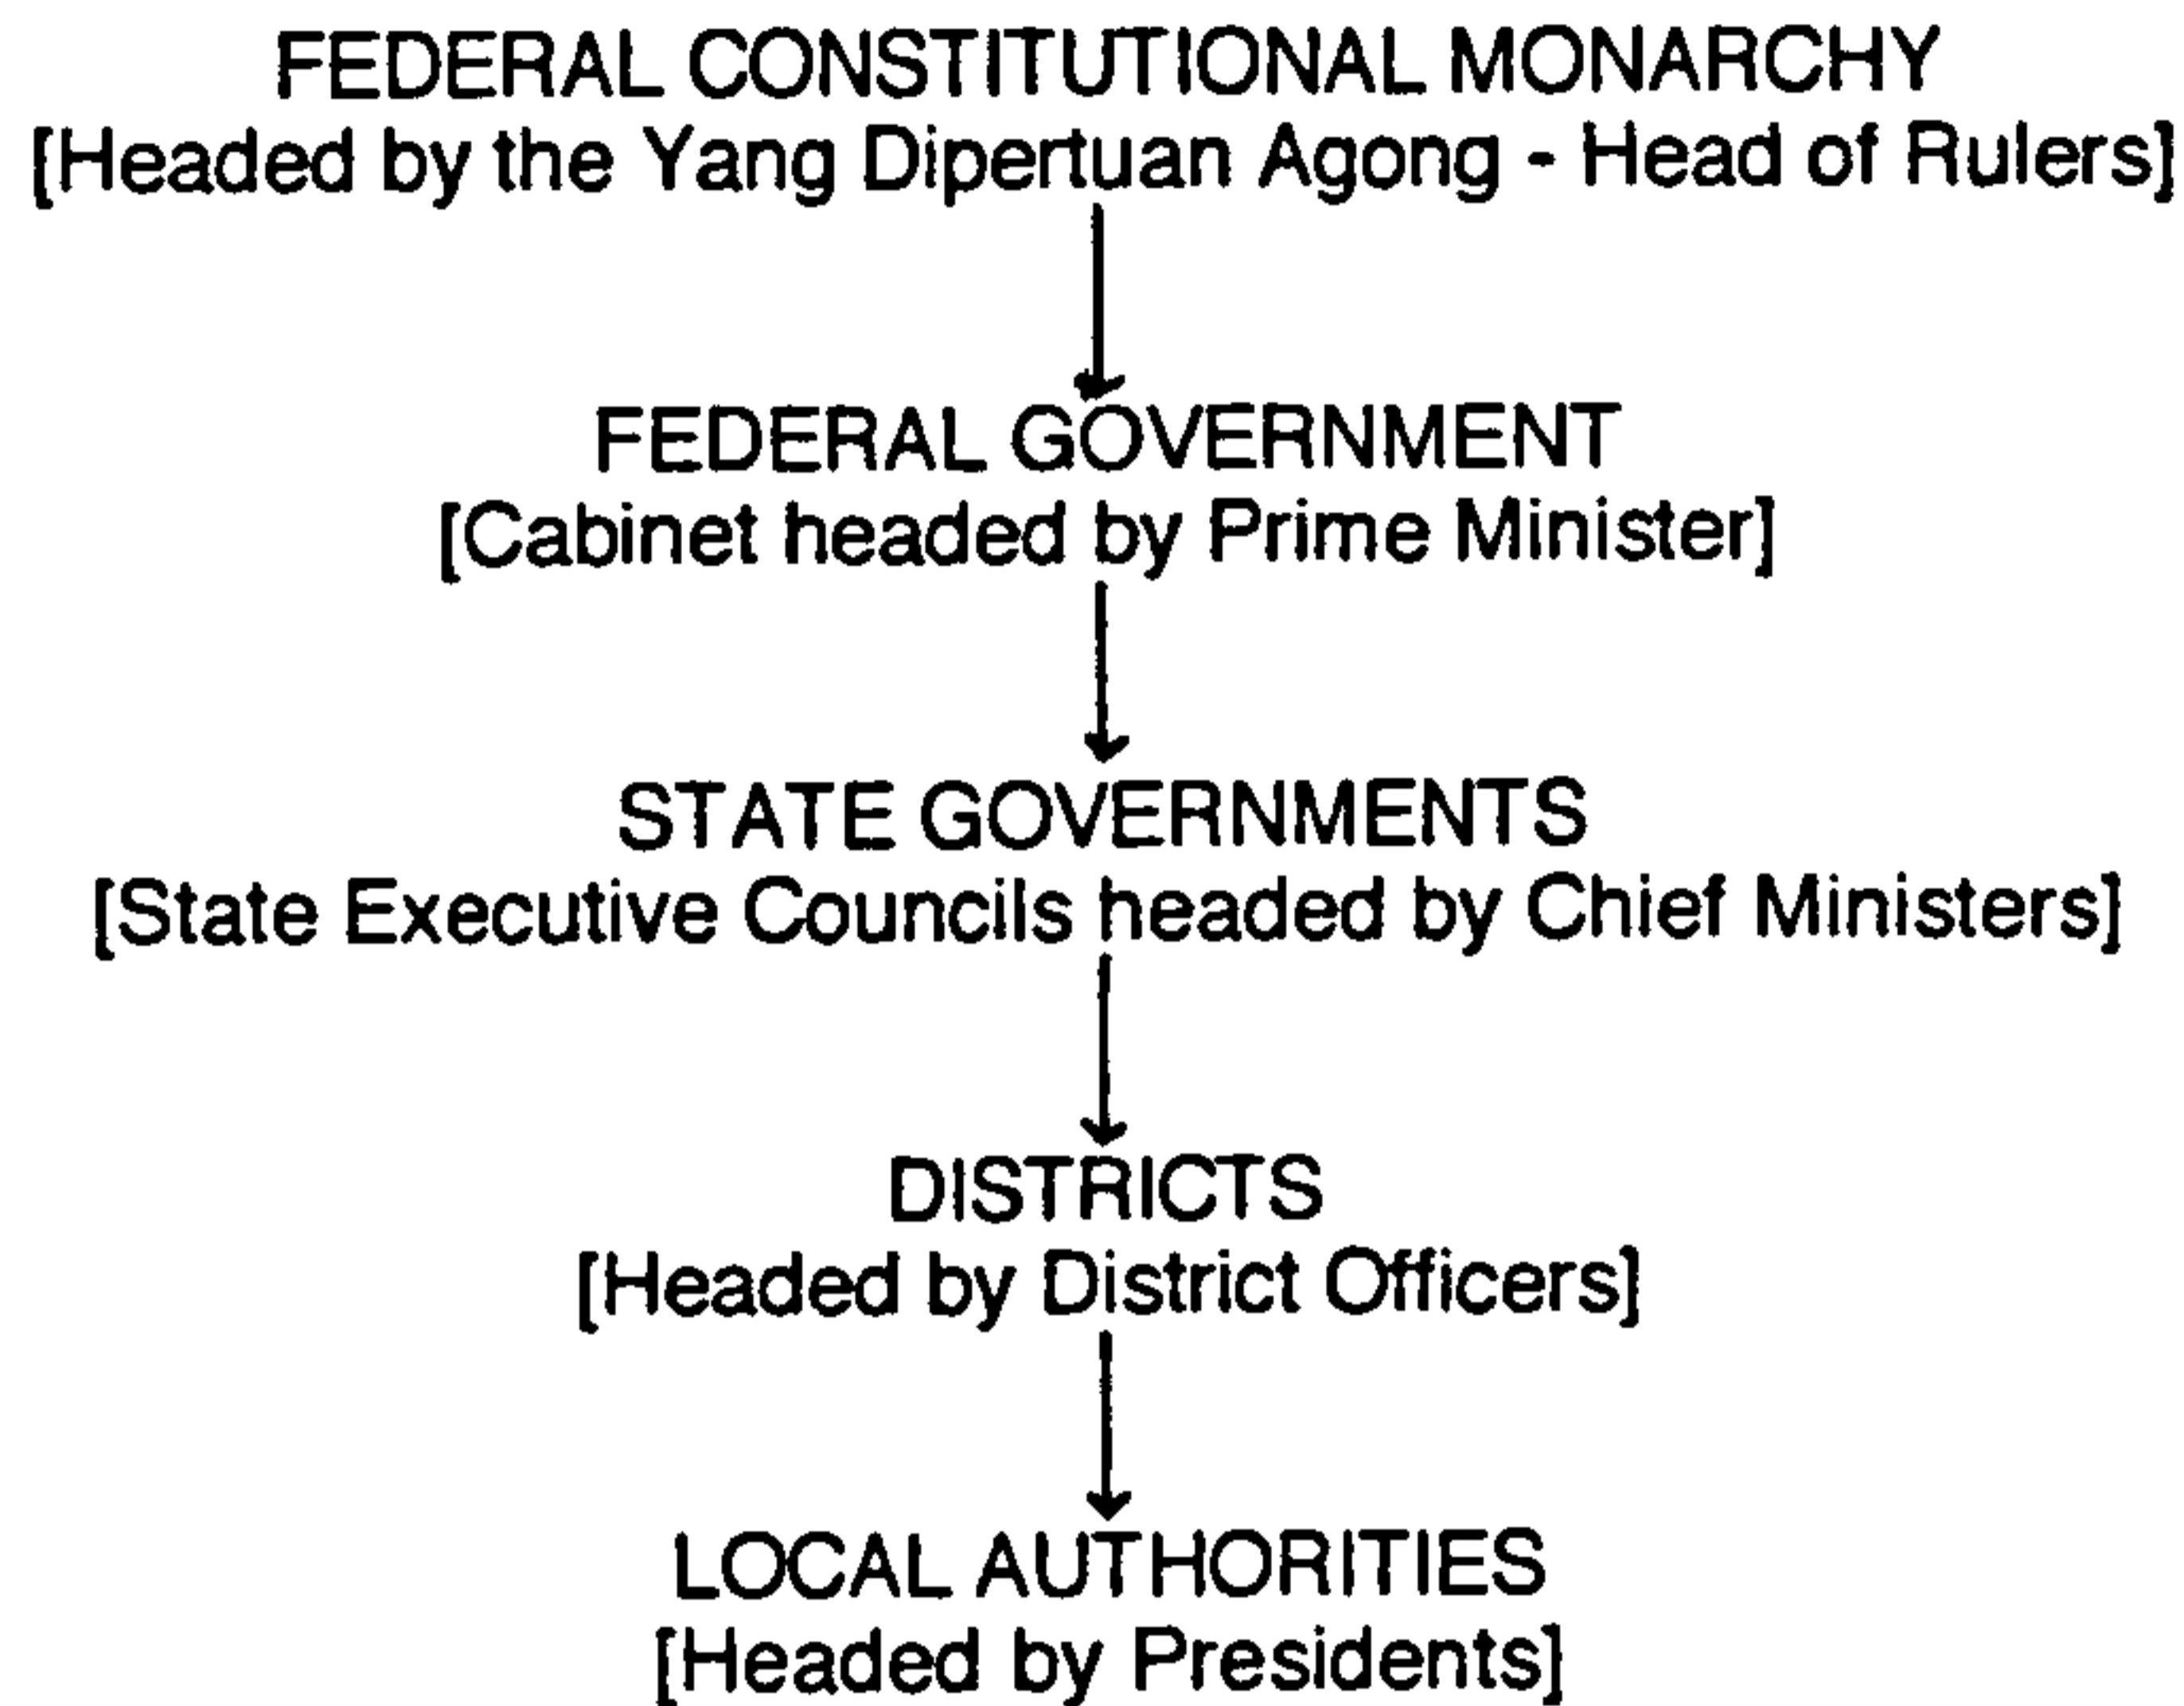 FEDERAL CONSTITUTIONAL MONARCHY
[Headed by the Yang Dipertuan Agong - Head of Rulers]
FEDERAL GOVERNMENT
[Cabinet headed by Prime Minister]
STATE GOVERNMENTS
[State Executive Councils headed by Chief Ministers]
DISTRICTS
[Headed by District Officers]
LOCAL AUTHORITIES
[Headed by Presidents]